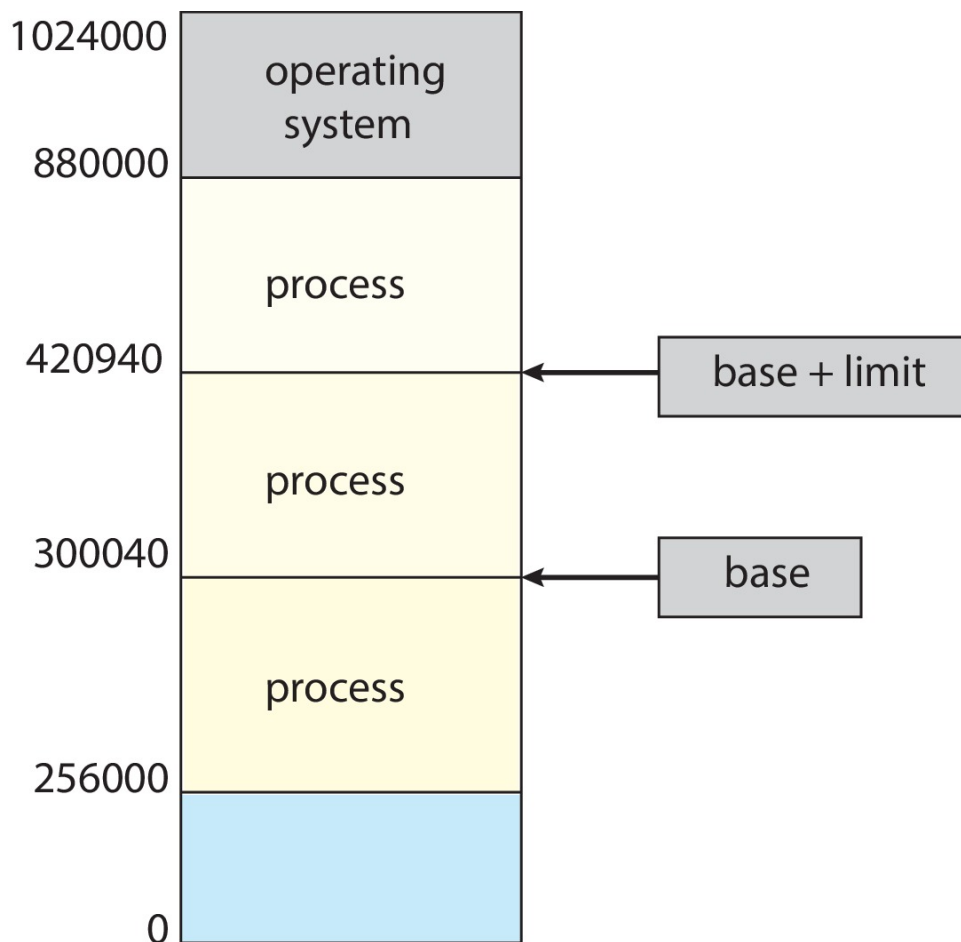 1024000
operating
system
880000
process
420940
base + limit
process
300040
base
process
256000
0